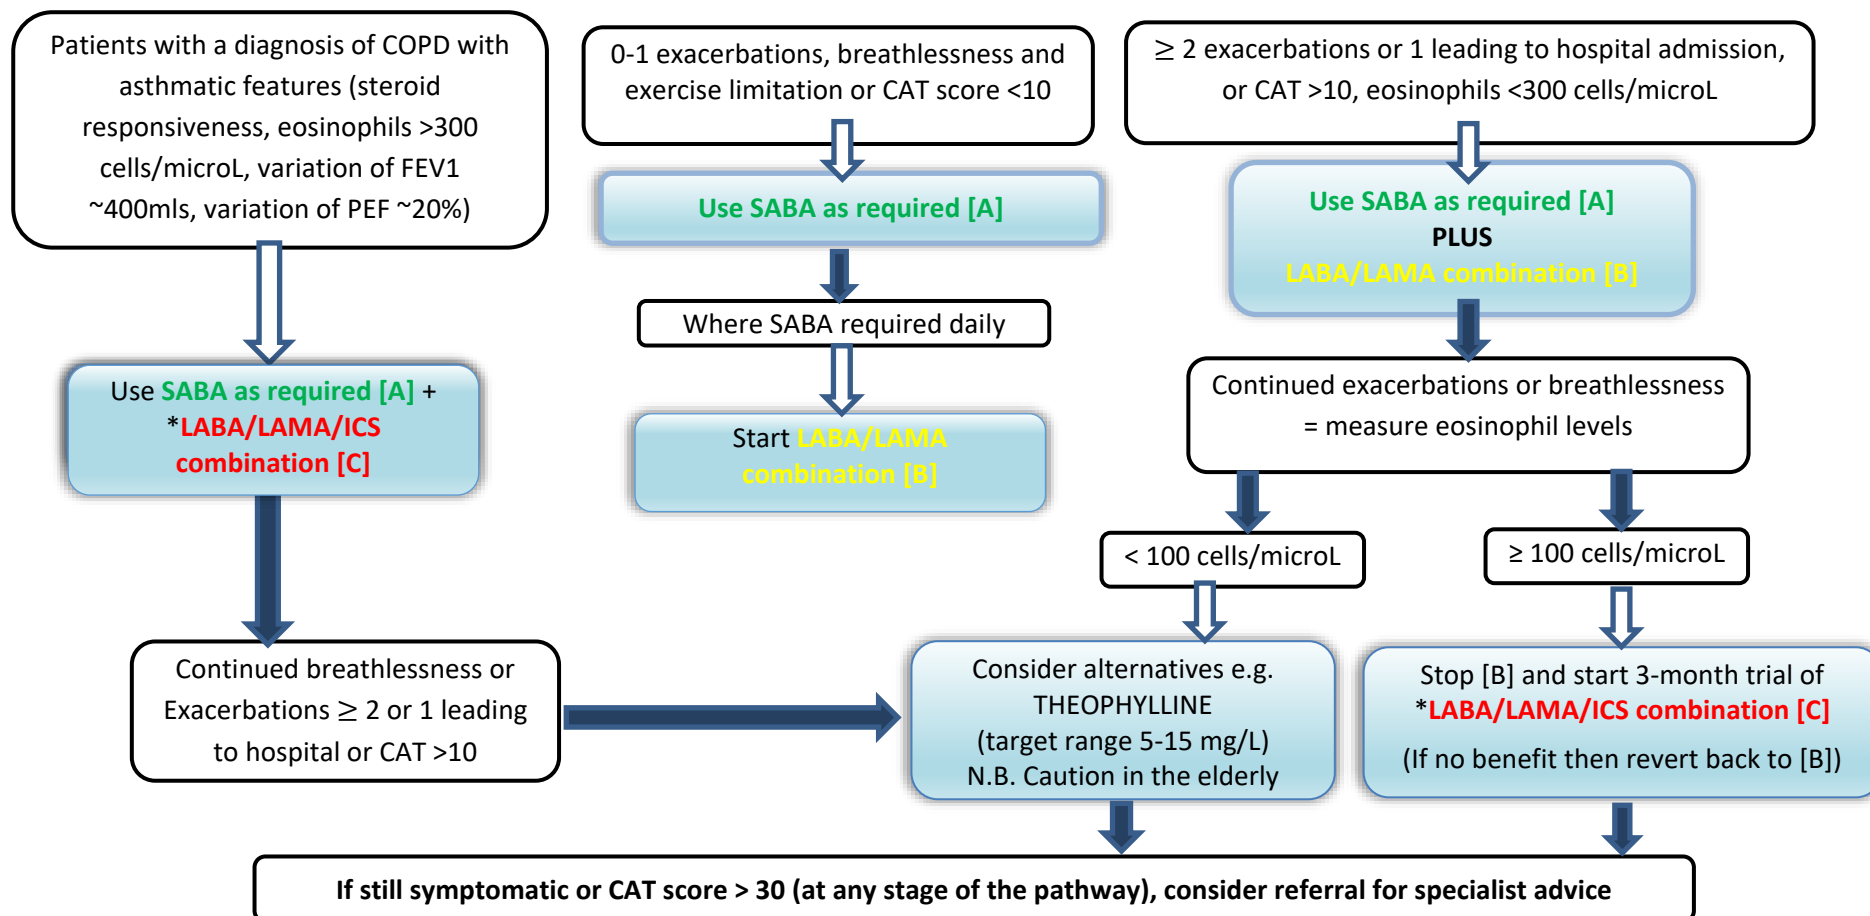 Patients with a diagnosis of COPD with
asthmatic features (steroid
responsiveness, eosinophils >300
cells/microL, variation of FEV1
~400mls, variation of PEF ~20%)
Use SABA as required [A] +
*LABA/LAMA/ICS
combination [C]
Continued breathlessness or
Exacerbations ≥ 2 or 1 leading
to hospital or CAT >10
0-1 exacerbations, breathlessness and
exercise limitation or CAT score <10
Use SABA as required [A]
Where SABA required daily
Start LABA/LAMA
combination [B]
≥ 2 exacerbations or 1 leading to hospital admission,
or CAT >10, eosinophils <300 cells/microL
Use SABA as required [A]
PLUS
LABA/LAMA combination [B]
Continued exacerbations or breathlessness
= measure eosinophil levels
< 100 cells/microL
≥ 100 cells/microL
Consider alternatives e.g.
THEOPHYLLINE
(target range 5-15 mg/L)
N.B. Caution in the elderly
Stop [B] and start 3-month trial of
*LABA/LAMA/ICS combination [C]
(If no benefit then revert back to [B])
If still symptomatic or CAT score > 30 (at any stage of the pathway), consider referral for specialist advice